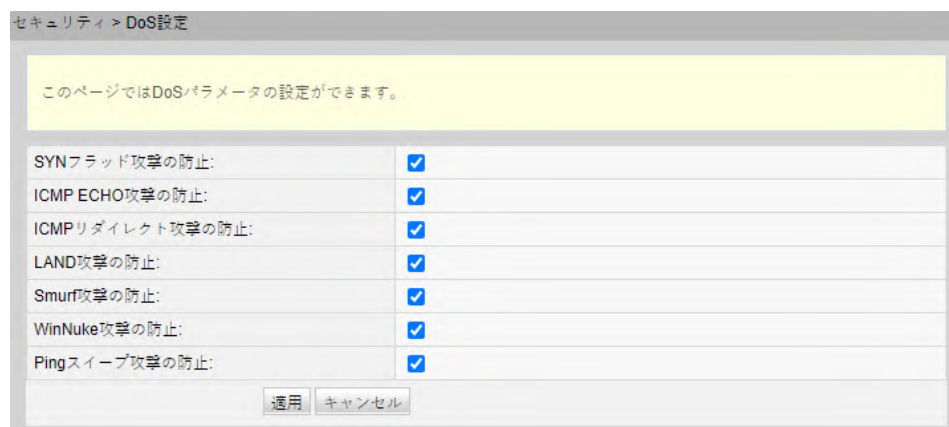 セキュリティ > DoS設定
このページではDoSパラメータの設定ができます。
SYNフラッド攻撃の防止:
ICMP ECHO攻撃の防止:
ICMPリダイレクト攻撃の防止:
LAND攻撃の防止:
Smurf攻撃の防止:
WinNuke攻撃の防止:
Pingスイープ攻撃の防止:
適用 キャンセル